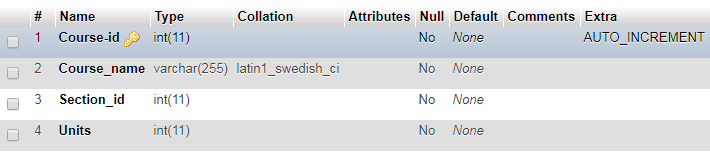 # Name Type Collation Attributes Null Default Comments Extra
1 Course-id int(11) No None AUTO_INCREMENT
2 Course_name varchar(255) latin1_swedish_ci No None
3 Section_id int(11) No None
4 Units int(11) No None